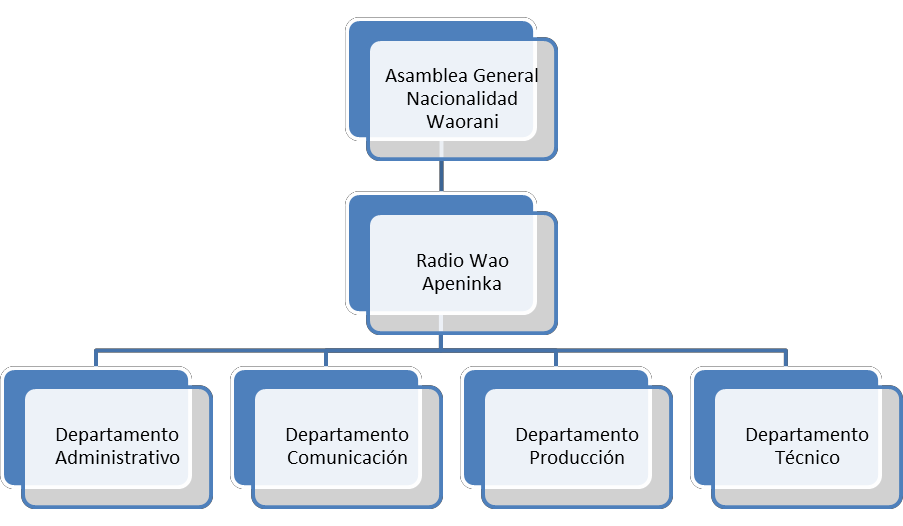 Asamblea General
Nacionalidad
Waorani
Radio Wao
Apeninka
Departamento
Administrativo
Departamento
Comunicación
Departamento
Producción
Departamento
Técnico